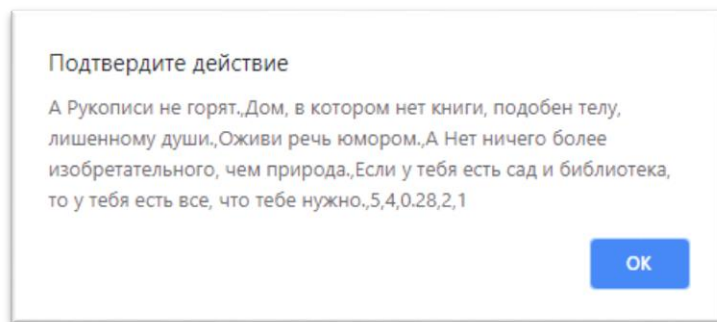 Подтвердите действие
А Рукописи не горят.,Дом, в котором нет книги, подобен телу,
лишенному души.,Оживи речь юмором.,А Нет ничего более
изобретательного, чем природа.,Если у тебя есть сад и библиотека,
то у тебя есть все, что тебе нужно.,5,4,0.28,2,1
ОК